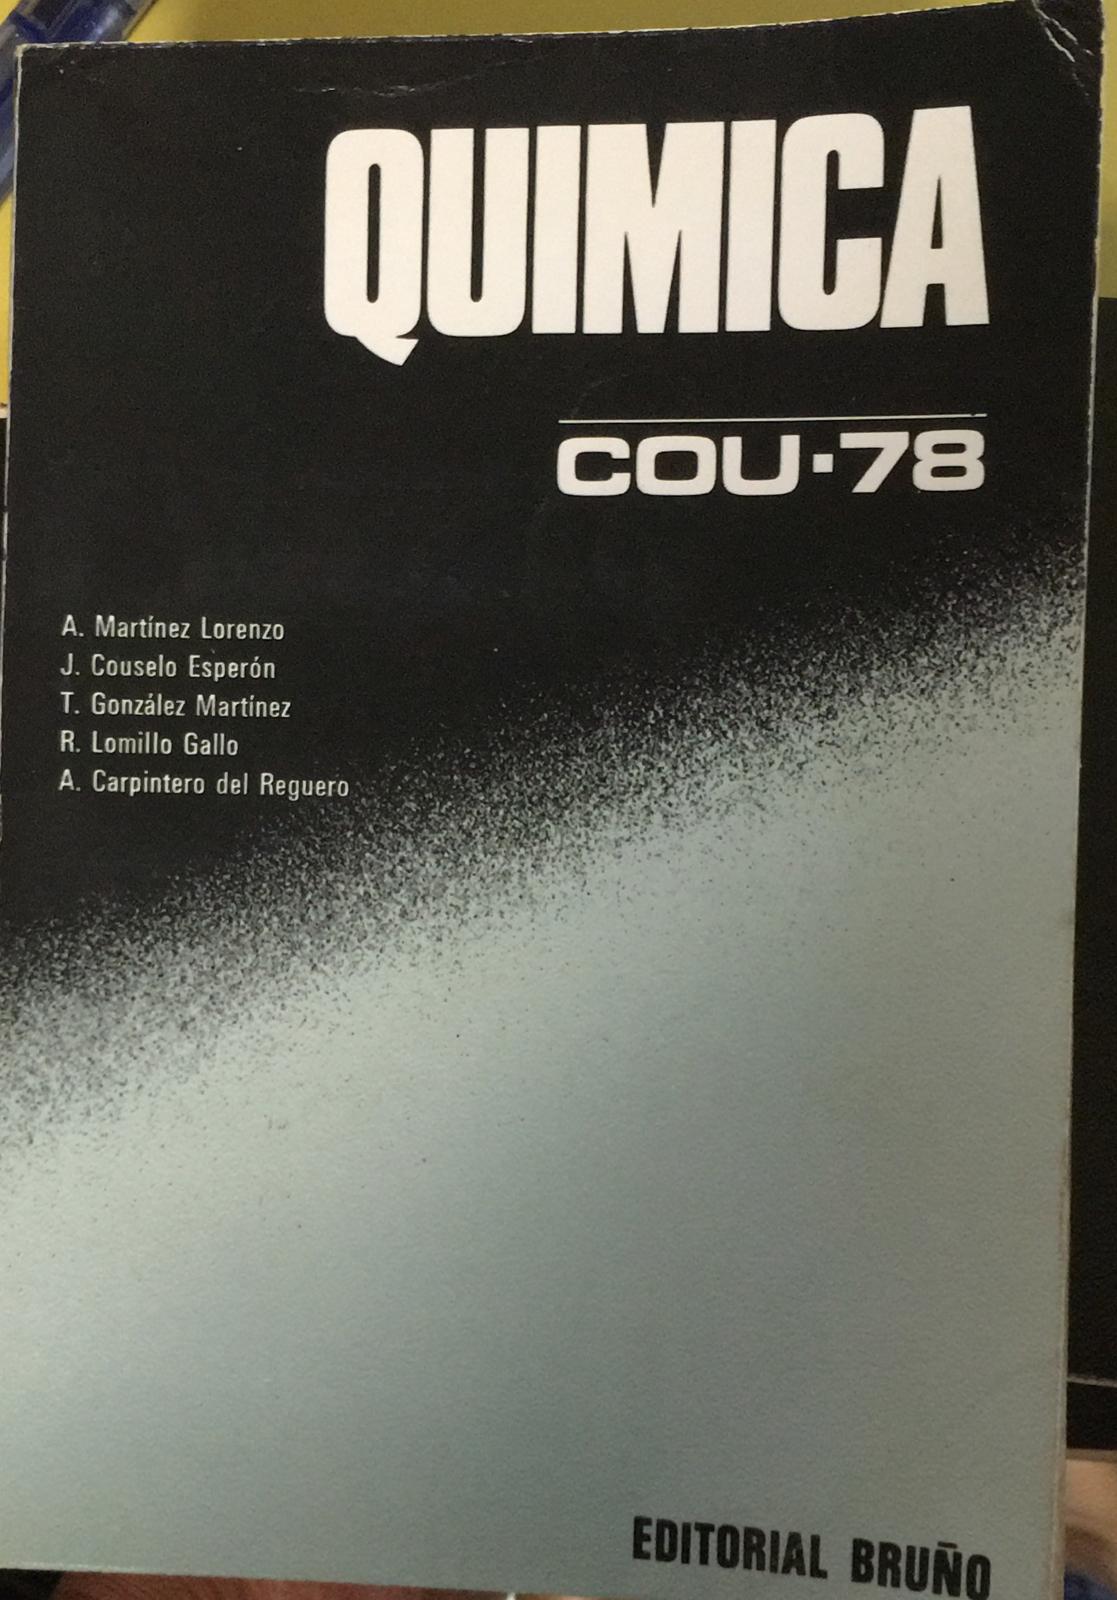 QUIMICA
COU·78
A. Martínez Lorenzo
J. Couselo Esperón
T. González Martínez
R. Lomillo Gallo
A. Carpintero del Reguero
EDITORIAL BRUÑO